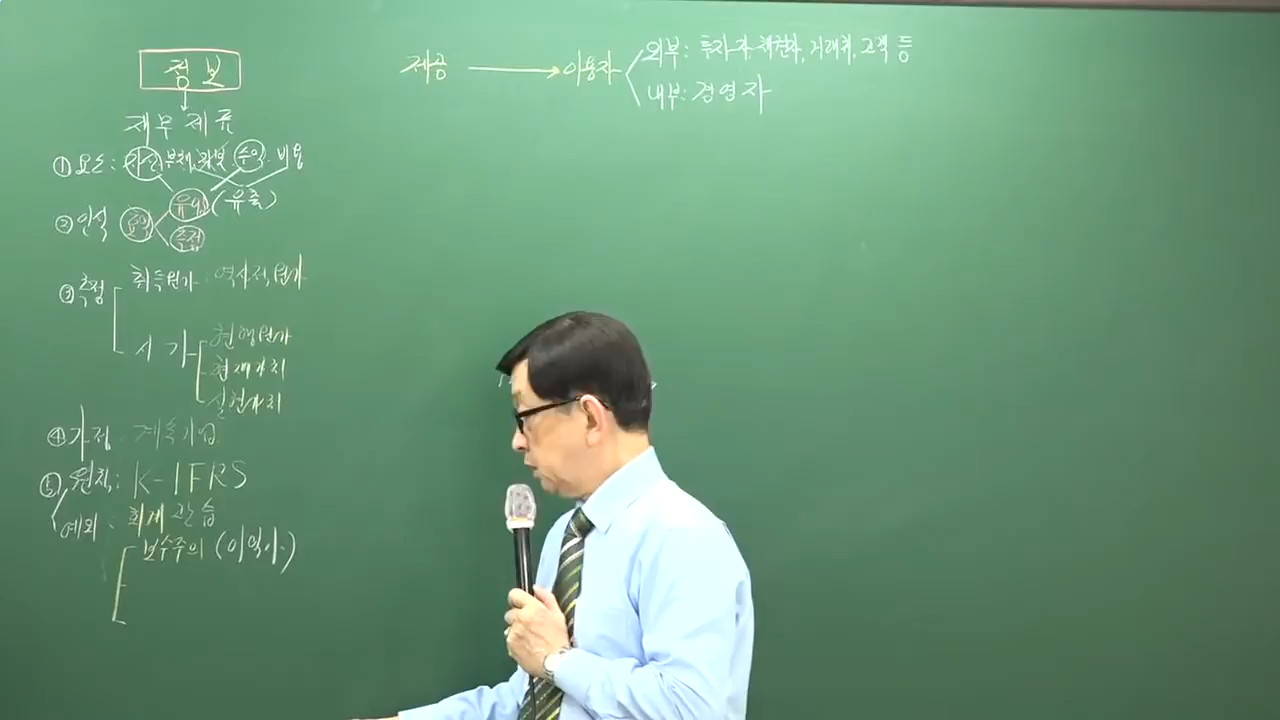 정보
제공 → 이용자
외부: 투자자, 채권자, 거래처, 고객 등
내부: 경영자
재무제표
① 요소: 자산 부채, 자본 수익. 비용
유입 (유출)
② 인식
측정
③ 측정 취득원가. 역사적, 원가
시가 현행원가
현재가치
실현가치
④ 가정. 계속기업
⑤ 원칙: K-IFRS
예외: 회계관습
보수주의 (이익↓)